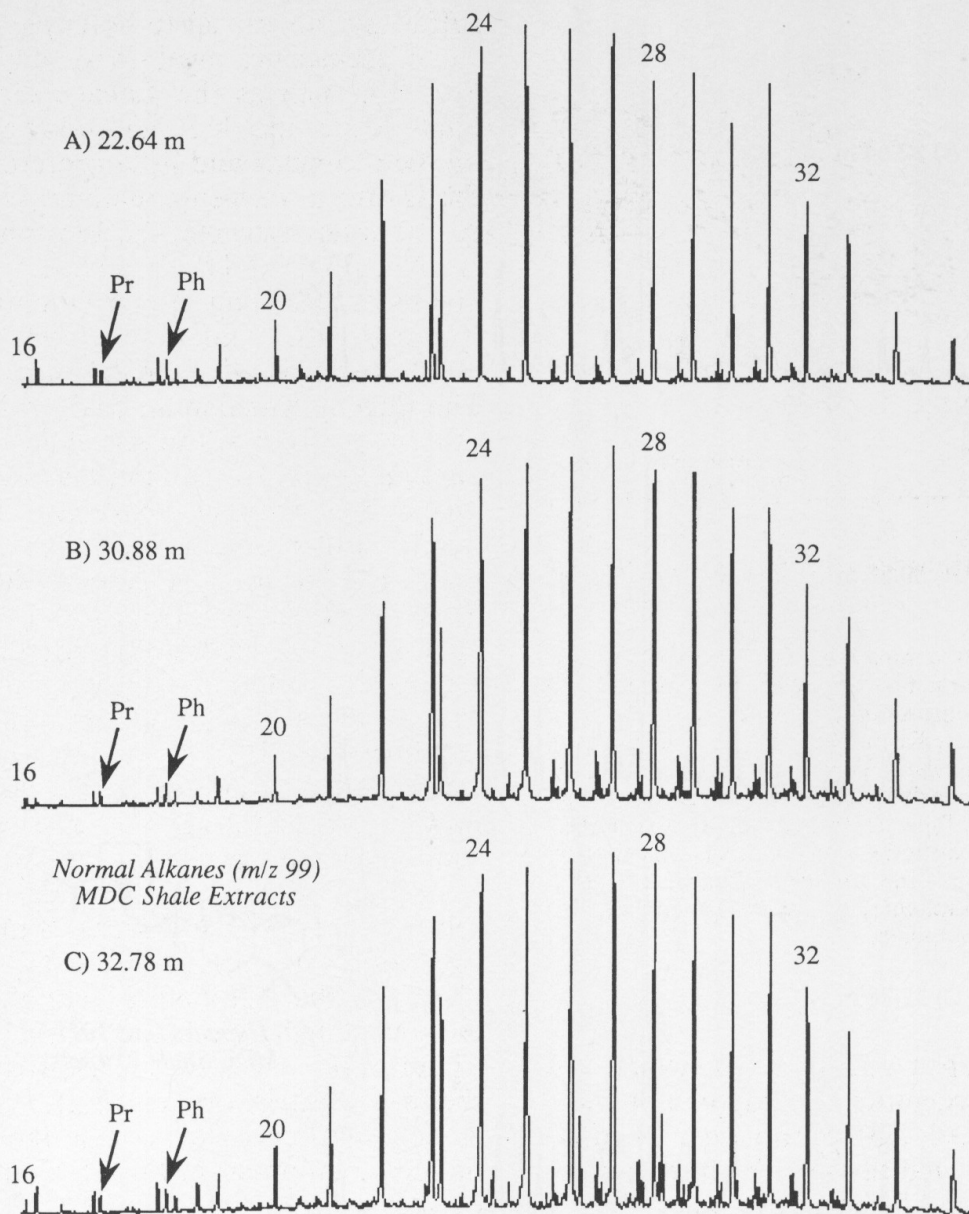 24
28
A) 22.64 m
32
Pr
Ph
20
16
24
28
B) 30.88 m
32
Pr
Ph
20
16
24
28
Normal Alkanes (m/z 99)
MDC Shale Extracts
C) 32.78 m
32
Pr
Ph
20
16